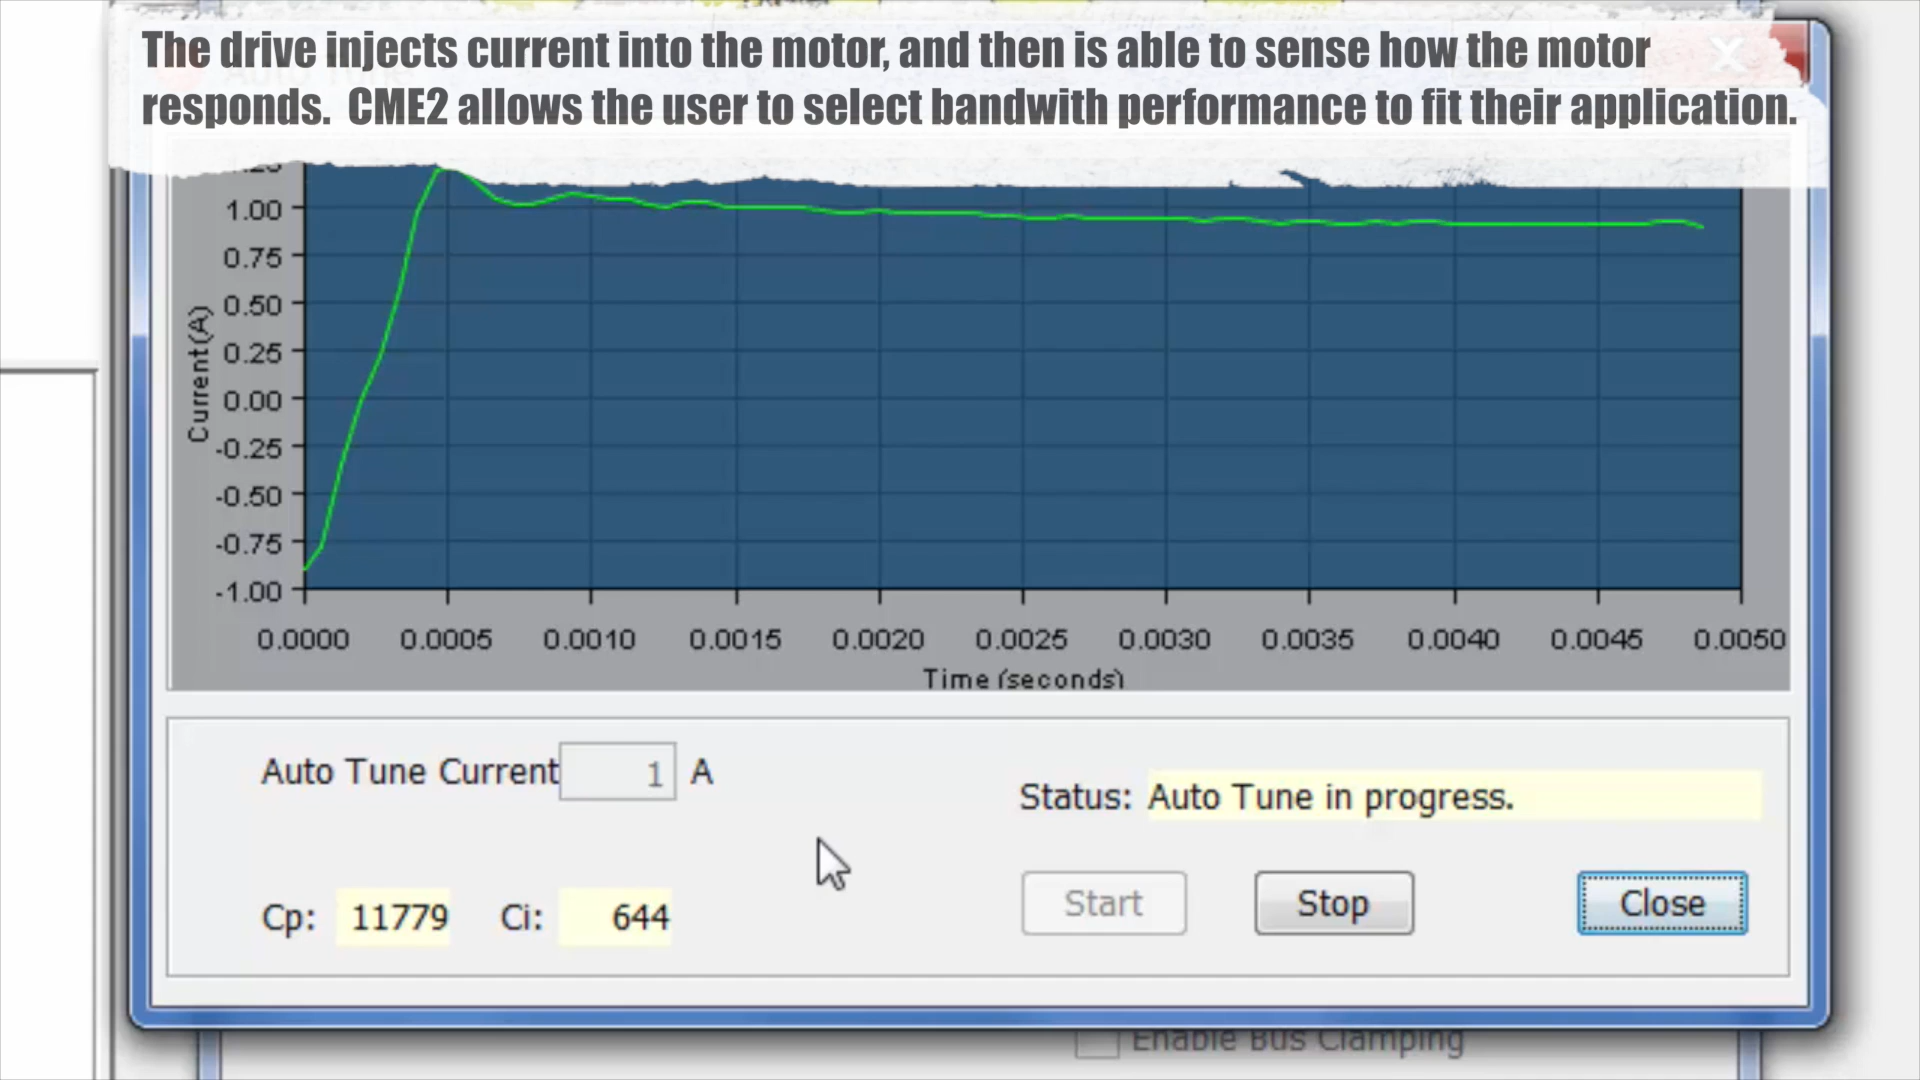 The drive injects current into the motor, and then is able to sense how the motor
responds. CME2 allows the user to select bandwith performance to fit their application.
Auto Tune
1.00
0.75
0.50
0.25
0.00
-0.25
-0.50
-0.75
-1.00
Current(A)
0.0000 0.0005 0.0010 0.0015 0.0020 0.0025 0.0030 0.0035 0.0040 0.0045 0.0050
Time (seconds)
Auto Tune Current 1 A
Status: Auto Tune in progress.
Cp: 11779 Ci: 644
Start Stop Close
Enable Bus Clamping